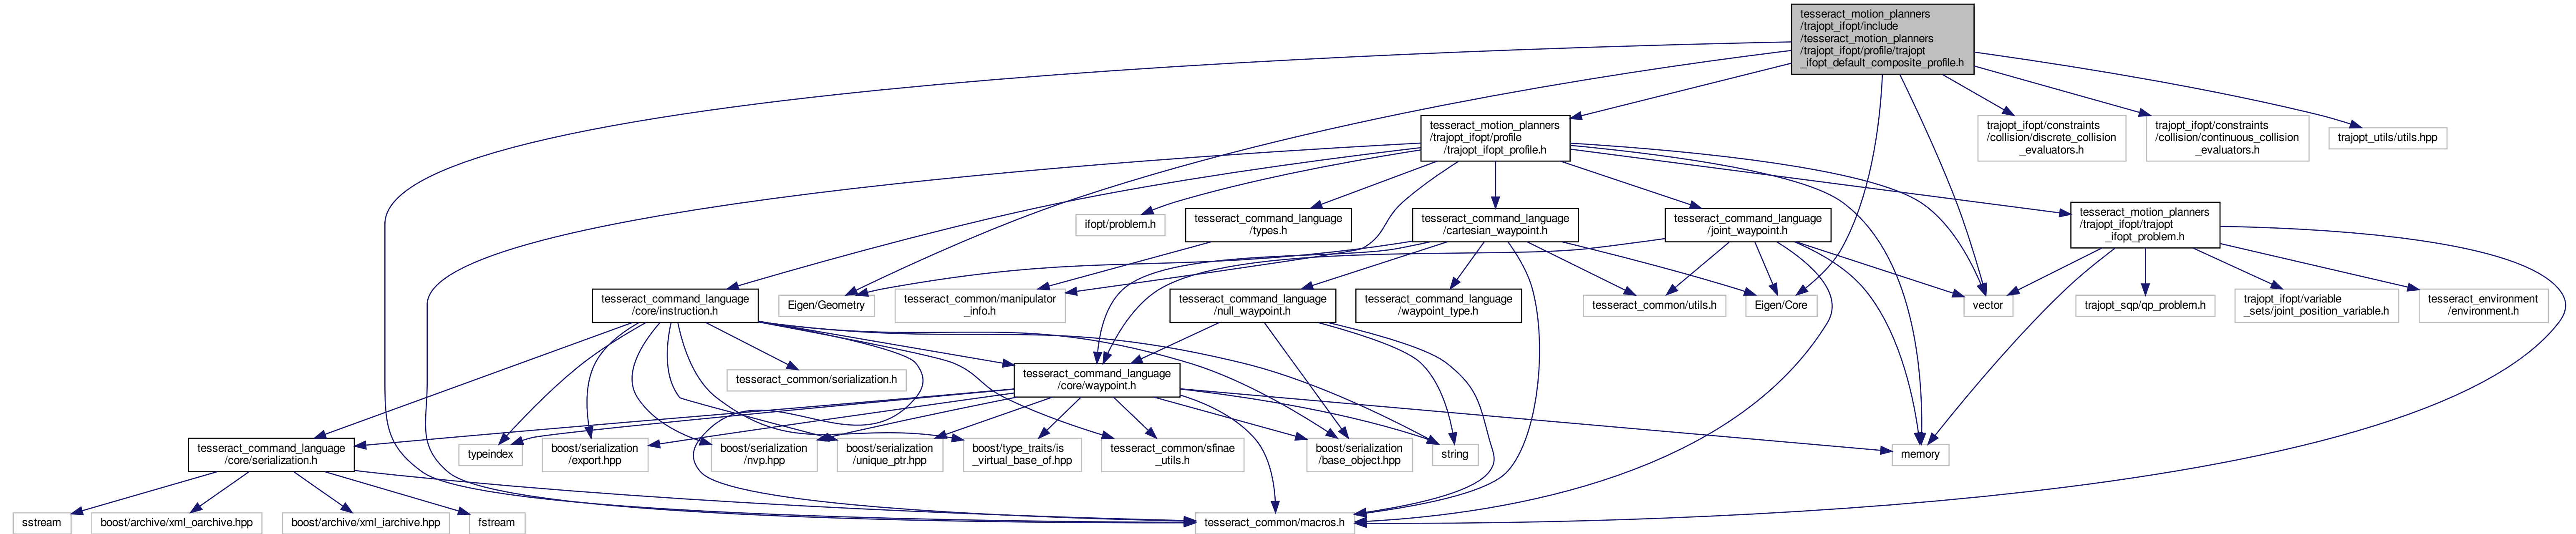 tesseract_motion_planners
/trajopt_ifopt/include
/tesseract_motion_planners
/trajopt_ifopt/profile/trajopt
_ifopt_default_composite_profile.h
tesseract_motion_planners
/trajopt_ifopt/profile
/trajopt_ifopt_profile.h
trajopt_ifopt/constraints
/collision/discrete_collision
_evaluators.h
trajopt_ifopt/constraints
/collision/continuous_collision
_evaluators.h
trajopt_utils/utils.hpp
ifopt/problem.h
tesseract_command_language
/types.h
tesseract_command_language
/cartesian_waypoint.h
tesseract_command_language
/joint_waypoint.h
tesseract_motion_planners
/trajopt_ifopt/trajopt
_ifopt_problem.h
tesseract_command_language
/core/instruction.h
Eigen/Geometry
tesseract_common/manipulator
_info.h
tesseract_command_language
/null_waypoint.h
tesseract_command_language
/waypoint_type.h
tesseract_common/utils.h
Eigen/Core
vector
trajopt_sqp/qp_problem.h
trajopt_ifopt/variable
_sets/joint_position_variable.h
tesseract_environment
/environment.h
tesseract_common/serialization.h
tesseract_command_language
/core/waypoint.h
tesseract_command_language
/core/serialization.h
typeindex
boost/serialization
/export.hpp
boost/serialization
/nvp.hpp
boost/serialization
/unique_ptr.hpp
boost/type_traits/is
_virtual_base_of.hpp
tesseract_common/sfinae
_utils.h
boost/serialization
/base_object.hpp
string
memory
sstream
boost/archive/xml_oarchive.hpp
boost/archive/xml_iarchive.hpp
fstream
tesseract_common/macros.h